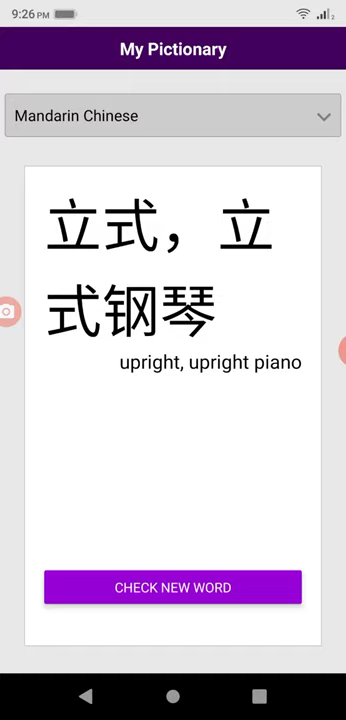 9:26 PM
My Pictionary
Mandarin Chinese
立式，立
式钢琴
upright, upright piano
CHECK NEW WORD